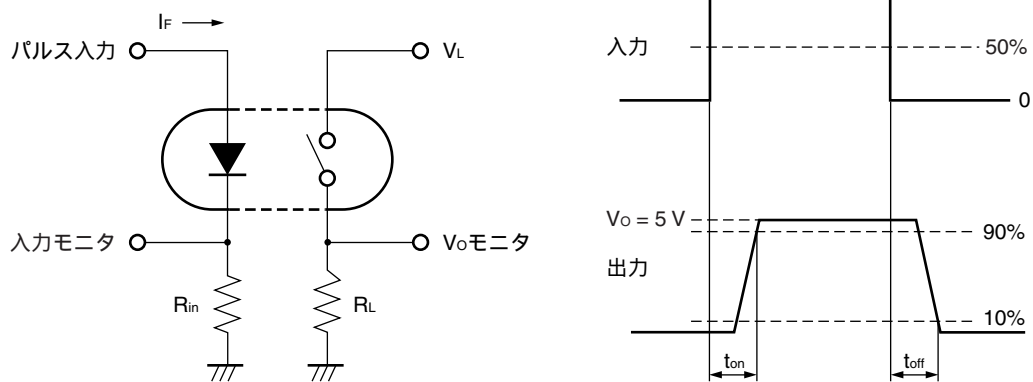 IF
パルス入力
VL
入力モニタ
VOモニタ
Rin
RL
入力
50%
0
VO = 5 V
90%
出力
10%
ton
toff